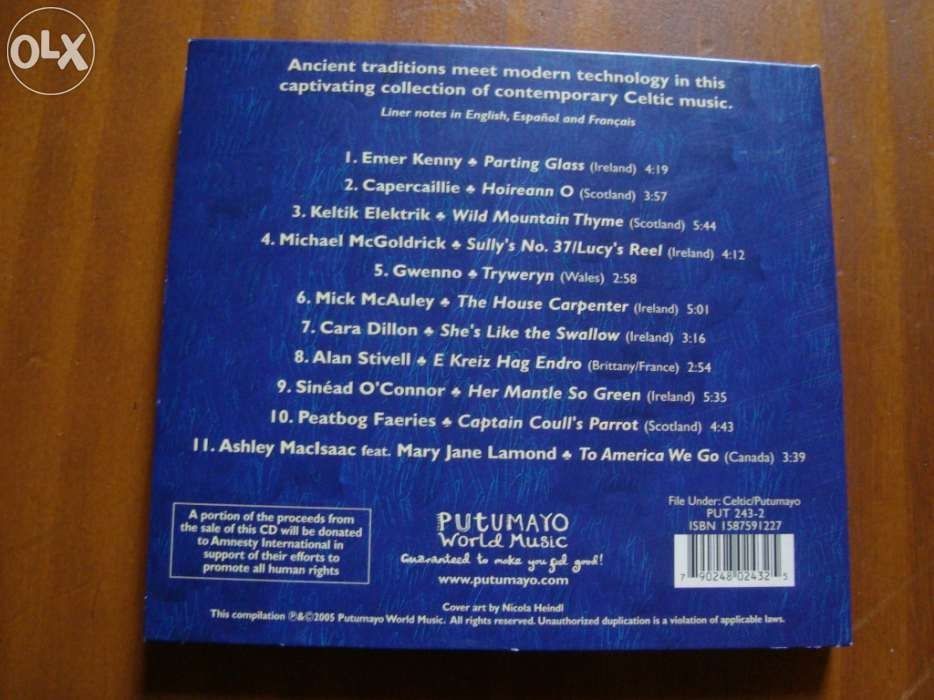 OLX
Ancient traditions meet modern technology in this
captivating collection of contemporary Celtic music.
Liner notes in English, Español and Français
1. Emer Kenny ♣ Parting Glass (Ireland) 4:19
2. Capercaillie ♣ Hoireann O (Scotland) 3:57
3. Keltik Elektrik ♣ Wild Mountain Thyme (Scotland) 5:44
4. Michael McGoldrick ♣ Sully's No. 37/Lucy's Reel (Ireland) 4:12
5. Gwenno ♣ Tryweryn (Wales) 2:58
6. Mick McAuley ♣ The House Carpenter (Ireland) 5:01
7. Cara Dillon ♣ She's Like the Swallow (Ireland) 3:16
8. Alan Stivell ♣ E Kreiz Hag Endro (Brittany/France) 2:54
9. Sinéad O'Connor ♣ Her Mantle So Green (Ireland) 5:35
10. Peatbog Faeries ♣ Captain Coull's Parrot (Scotland) 4:43
11. Ashley MacIsaac feat. Mary Jane Lamond ♣ To America We Go (Canada) 3:39
A portion of the proceeds from
the sale of this CD will be donated
to Amnesty International in
support of their efforts to
promote all human rights
PUTUMAYO
World Music
Guaranteed to make you feel good!
www.putumayo.com
File Under: Celtic/Putumayo
PUT 243-2
ISBN 1587591227
7 90248 02432 5
Cover art by Nicola Heindl
This compilation ℗&©2005 Putumayo World Music. All rights reserved. Unauthorized duplication is a violation of applicable laws.